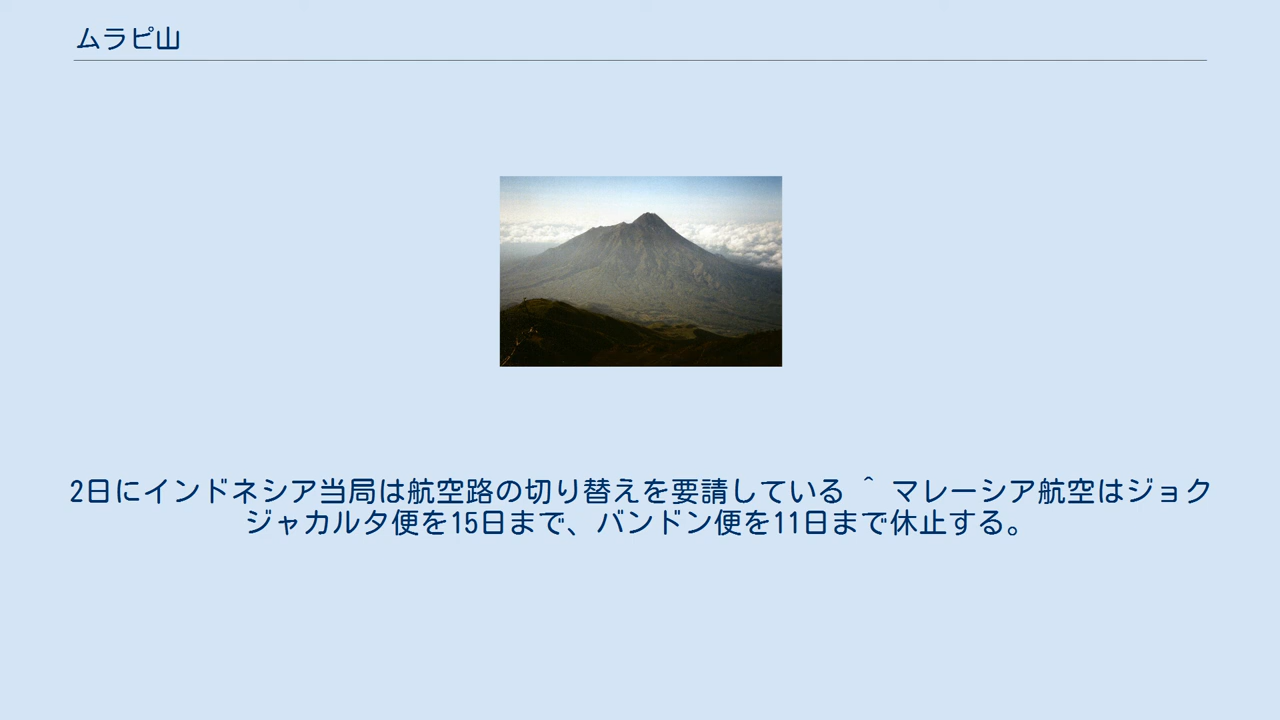 ムラピ山
2日にインドネシア当局は航空路の切り替えを要請している ^ マレーシア航空はジョク
ジャカルタ便を15日まで、バンドン便を11日まで休止する。